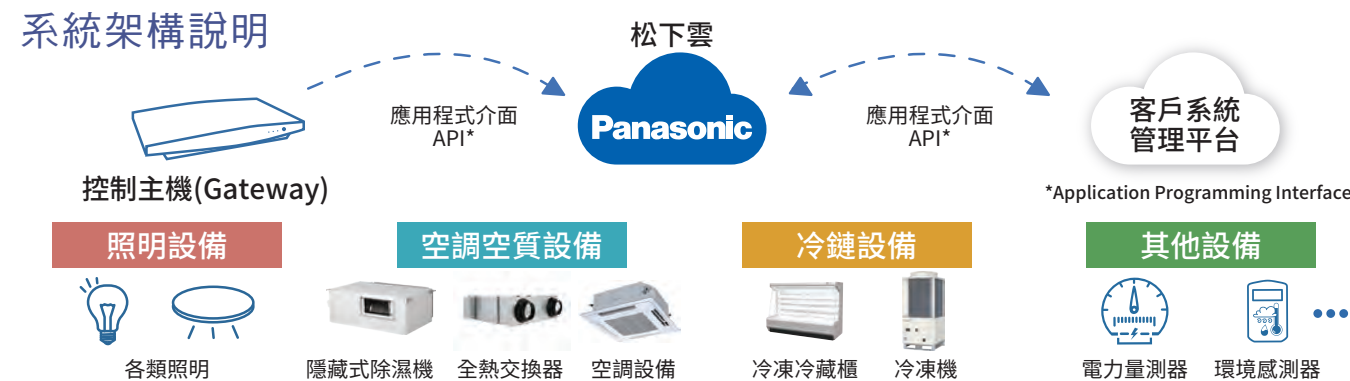 系統架構說明
松下雲
Panasonic
應用程式介面
API*
應用程式介面
API*
客戶系統
管理平台
控制主機(Gateway)
*Application Programming Interface
照明設備
空調空質設備
冷鏈設備
其他設備
各類照明
隱藏式除濕機
全熱交換器
空調設備
冷凍冷藏櫃
冷凍機
電力量測器
環境感測器